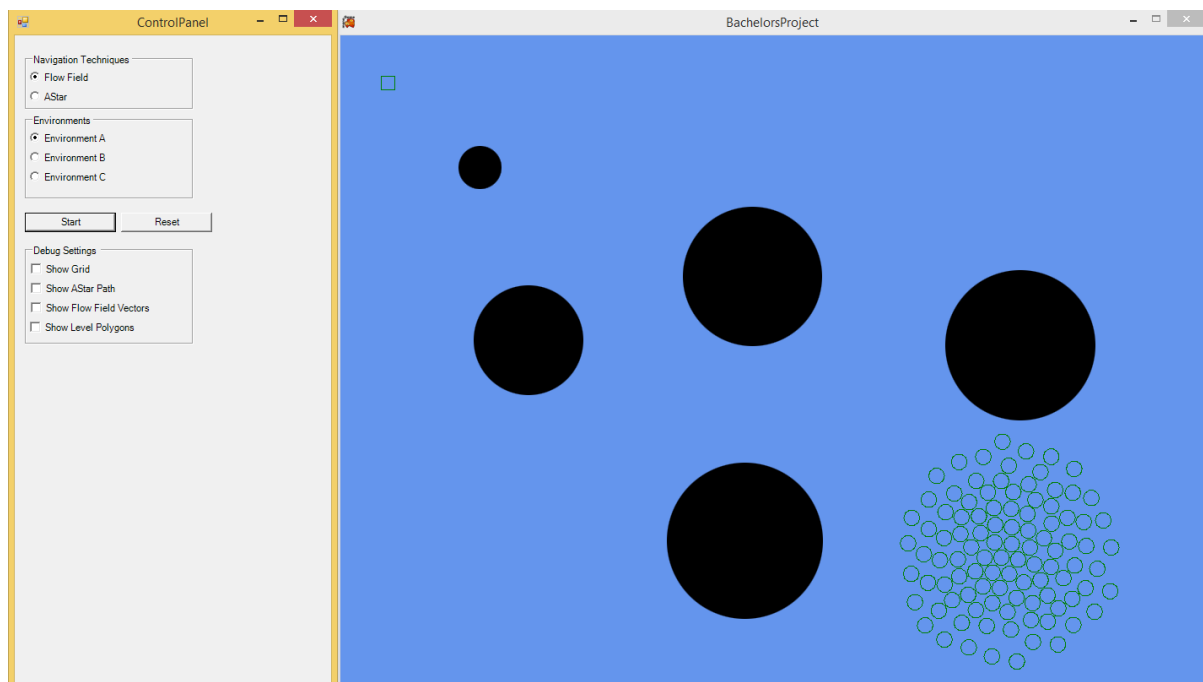 ControlPanel
Navigation Techniques
Flow Field
AStar
Environments
Environment A
Environment B
Environment C
Start Reset
Debug Settings
Show Grid
Show AStar Path
Show Flow Field Vectors
Show Level Polygons
BachelorsProject